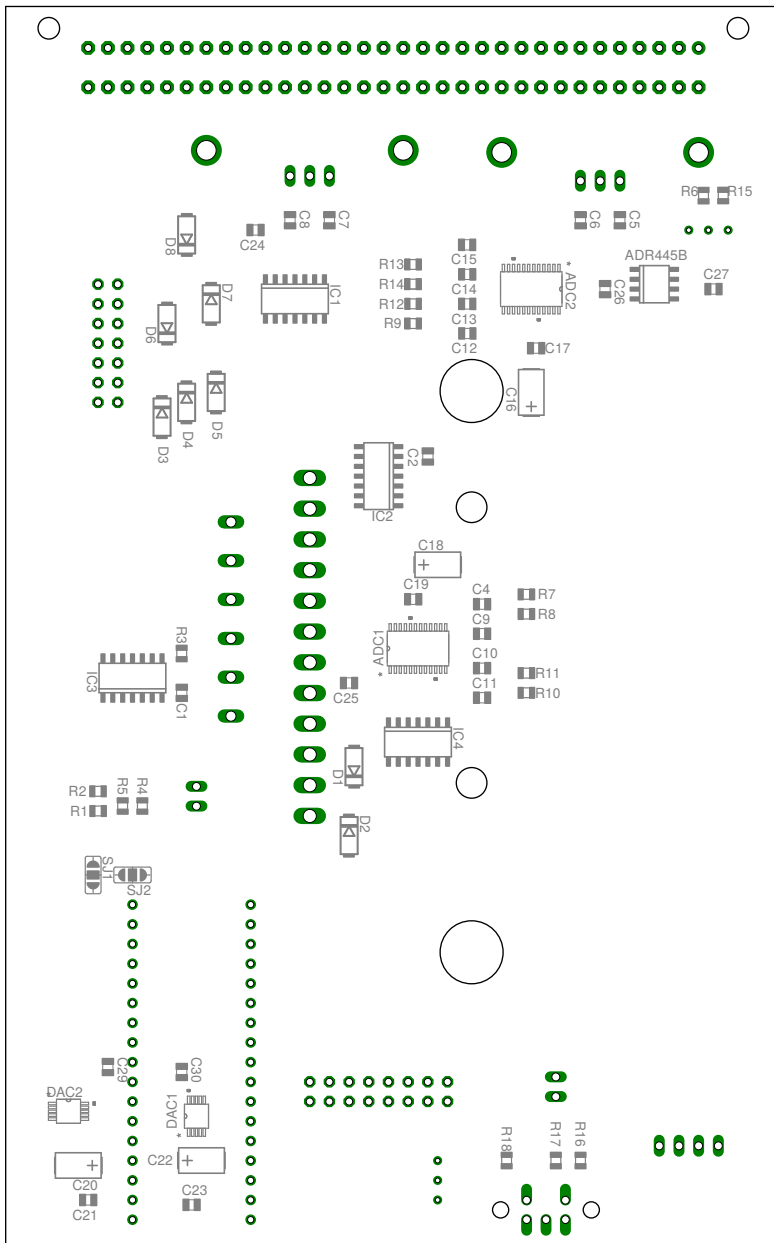 R6
R15
C8
C7
C6
C5
C24
D8
C15
ADR445B
R13
ADC2
*
C27
R14
IC1
C14
C26
D7
R12
C13
D6
R9
C12
C17
C16
D5
D4
D3
C2
IC2
C18
C19
C4
R7
R8
C9
R3
ADC1
*
C10
IC3
R11
C25
C11
C1
R10
IC4
D1
R2
R5
R4
R1
D2
SJ1
SJ2
C29
C30
*
DAC2
DAC1
*
R18
R17
R16
C22
C20
C21
C23